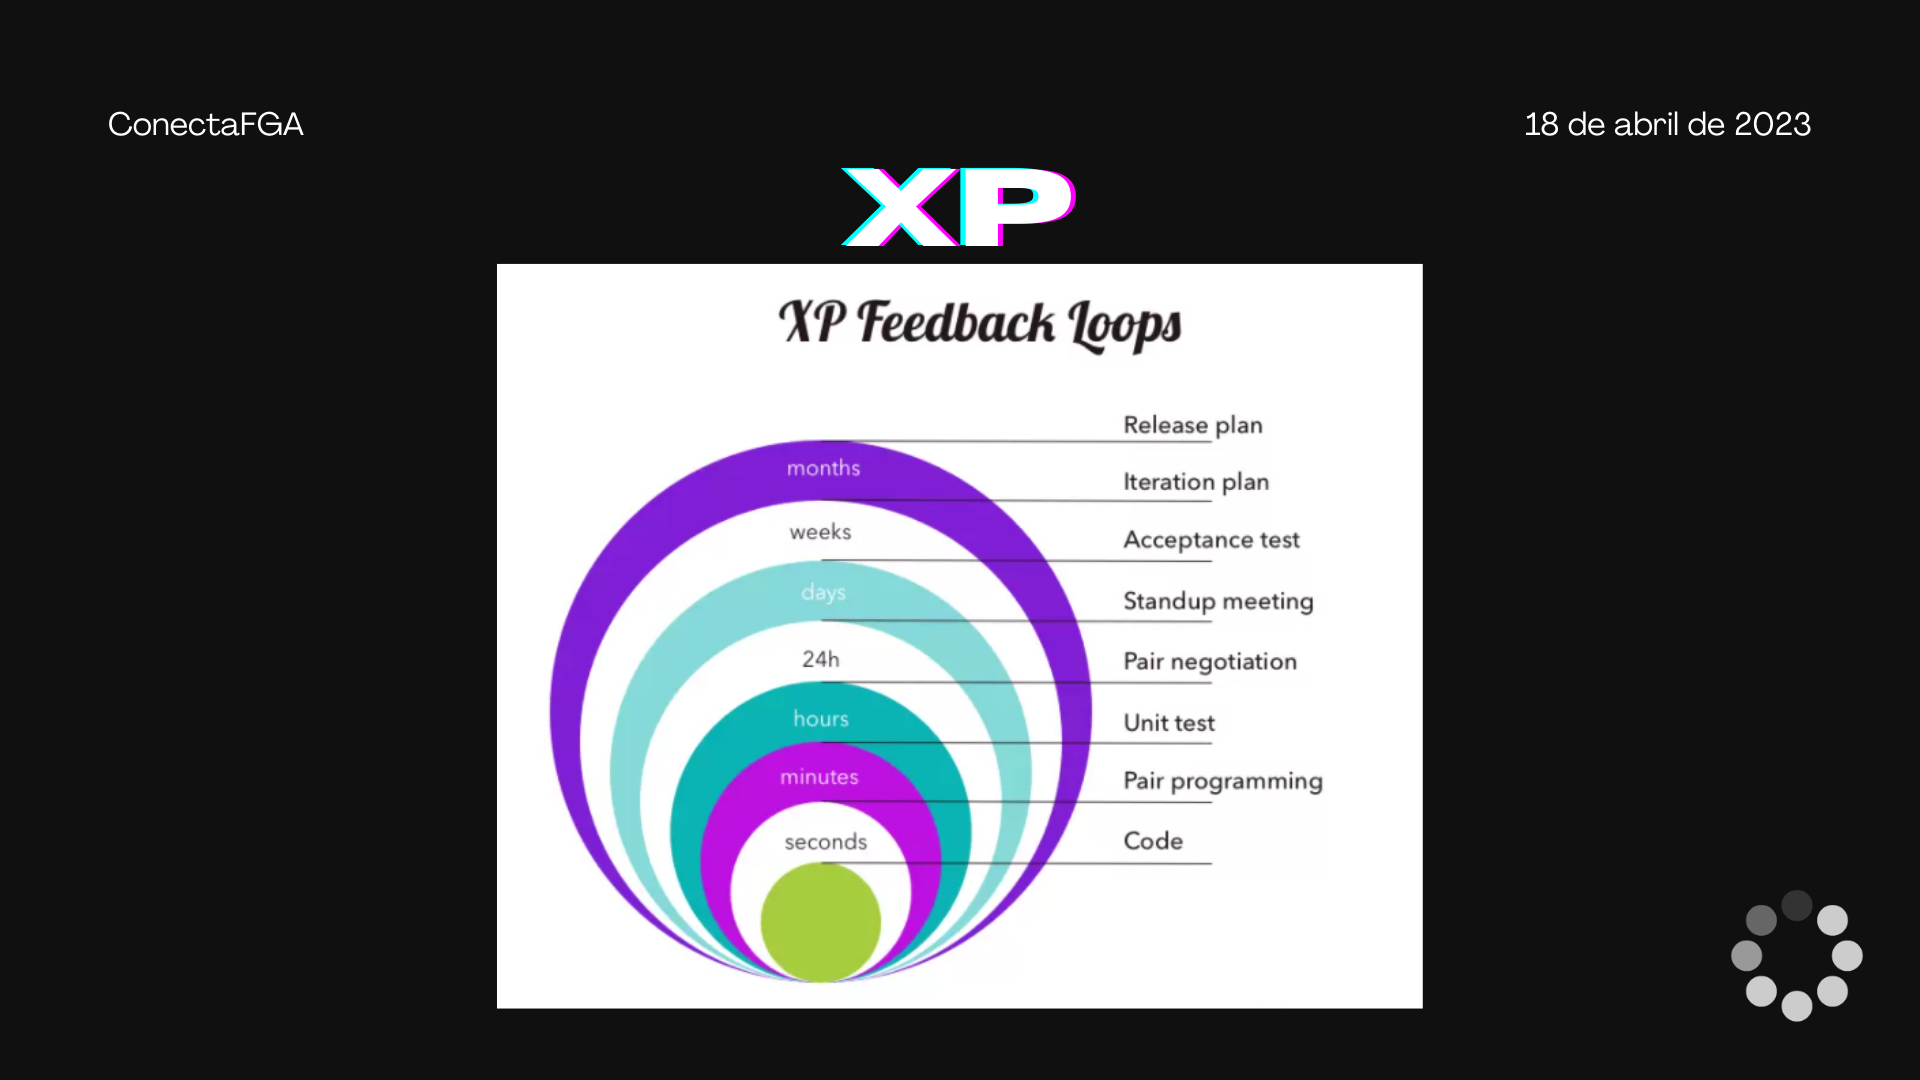 ConectaFGA
18 de abril de 2023
XP
XP Feedback Loops
Release plan
months
Iteration plan
weeks
Acceptance test
days
Standup meeting
24h
Pair negotiation
hours
Unit test
minutes
Pair programming
seconds
Code